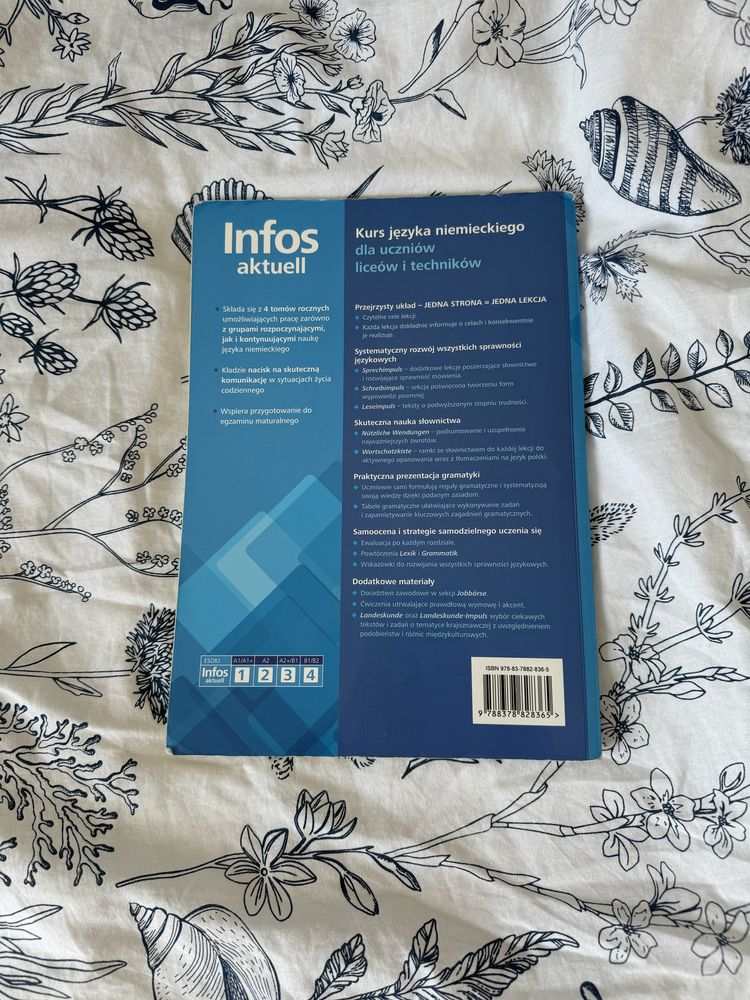 Infos
aktuell
Składa się z 4 tomów rocznych
umożliwiających pracę zarówno
z grupami rozpoczynającymi,
jak i kontynuującymi naukę
języka niemieckiego
Kładzie nacisk na skuteczną
komunikację w sytuacjach życia
codziennego
Wspiera przygotowanie do
egzaminu maturalnego
ESOKJ A1/A1+ A2 A2+/B1 B1/B2
Infos
aktuell 1 2 3 4
Kurs języka niemieckiego
dla uczniów
liceów i techników
Przejrzysty układ – JEDNA STRONA = JEDNA LEKCJA
Czytelne cele lekcji.
Każda lekcja dokładnie informuje o celach i konsekwentnie
je realizuje.
Systematyczny rozwój wszystkich sprawności
językowych
Sprechimpuls – dodatkowe lekcje poszerzające słownictwo
i rozwijające sprawność mówienia.
Schreibimpuls – sekcja poświęcona tworzeniu form
wypowiedzi pisemnej.
Leseimpuls – teksty o podwyższonym stopniu trudności.
Skuteczna nauka słownictwa
Nützliche Wendungen – podsumowanie i uzupełnienie
najważniejszych zwrotów.
Wortschatzkiste – ramki ze słownictwem do każdej lekcji do
aktywnego opanowania wraz z tłumaczeniami na język polski.
Praktyczna prezentacja gramatyki
Uczniowie sami formułują reguły gramatyczne i systematyzują
swoją wiedzę dzięki podanym zasadom.
Tabele gramatyczne ułatwiające wykonywanie zadań
i zapamiętywanie kluczowych zagadnień gramatycznych.
Samoocena i strategie samodzielnego uczenia się
Ewaluacja po każdym rozdziale.
Powtórzenia Lexik i Grammatik.
Wskazówki do rozwijania wszystkich sprawności językowych.
Dodatkowe materiały
Doradztwo zawodowe w sekcji Jobbörse.
Ćwiczenia utrwalające prawidłową wymowę i akcent.
Landeskunde oraz Landeskunde-Impuls wybór ciekawych
tekstów i zadań o tematyce krajoznawczej z uwzględnieniem
podobieństw i różnic międzykulturowych.
ISBN 978-83-7882-836-5
9 788378 828365 >